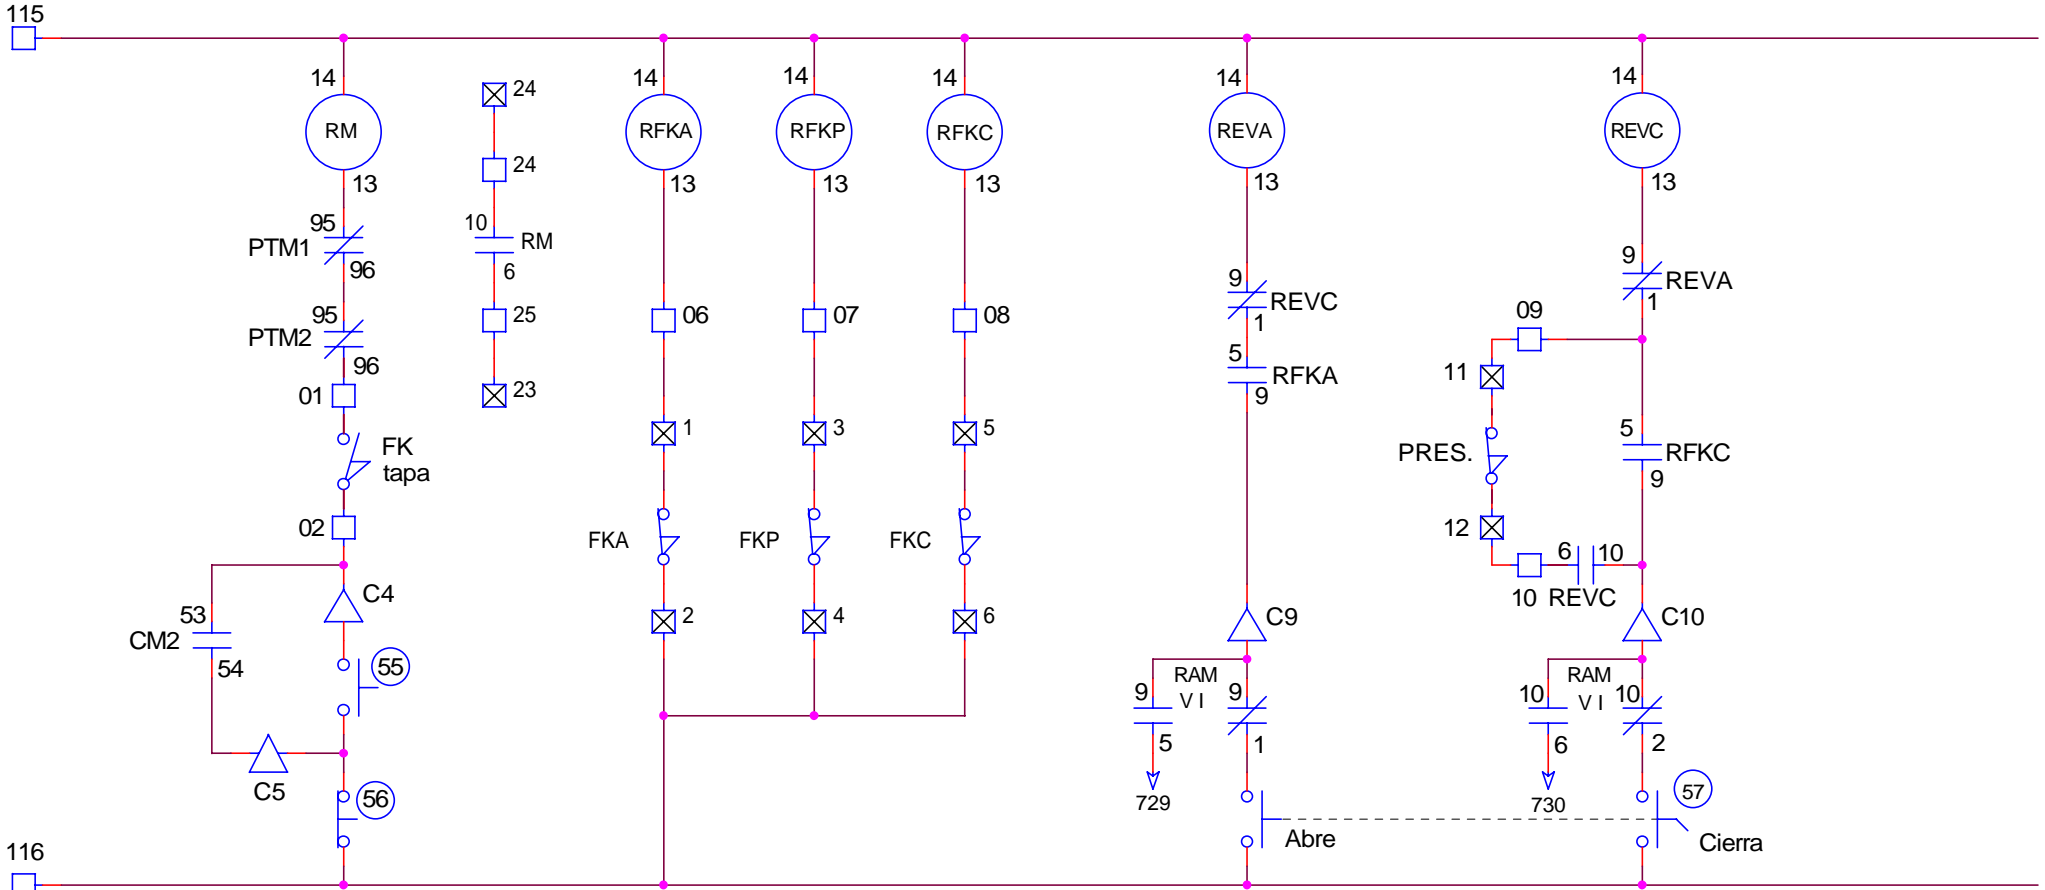 115
14
RM
13
95
PTM1
96
95
PTM2
96
01
FK
tapa
02
C4
53
CM2
54
55
C5
56
116
24
24
10
RM
6
25
23
14
RFKA
13
06
1
FKA
2
14
RFKP
13
07
3
FKP
4
14
RFKC
13
08
5
FKC
6
14
REVA
13
9
REVC
1
5
RFKA
9
C9
RAM
V I
9
5
729
9
1
Abre
14
REVC
13
9
REVA
1
09
11
PRES.
12
10
6
10
REVC
5
RFKC
9
C10
RAM
V I
10
6
730
10
2
57
Cierra